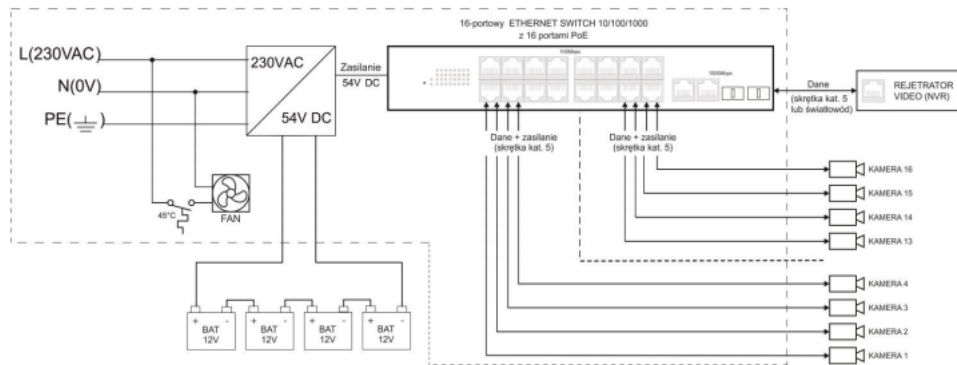 16-portowy ETHERNET SWITCH 10/100/1000
z 16 portami PoE
100Mbps
1000Mbps
L(230VAC)
N(0V)
PE(⏚)
230VAC
54V DC
Zasilanie
54V DC
Dane
(skrętka kat. 5
lub światłowód)
REJETRATOR
VIDEO (NVR)
Dane + zasilanie
(skrętka kat. 5)
Dane + zasilanie
(skrętka kat. 5)
45°C
FAN
KAMERA 16
KAMERA 15
KAMERA 14
KAMERA 13
KAMERA 4
KAMERA 3
KAMERA 2
KAMERA 1
+ -
BAT
12V
+ -
BAT
12V
+ -
BAT
12V
+ -
BAT
12V